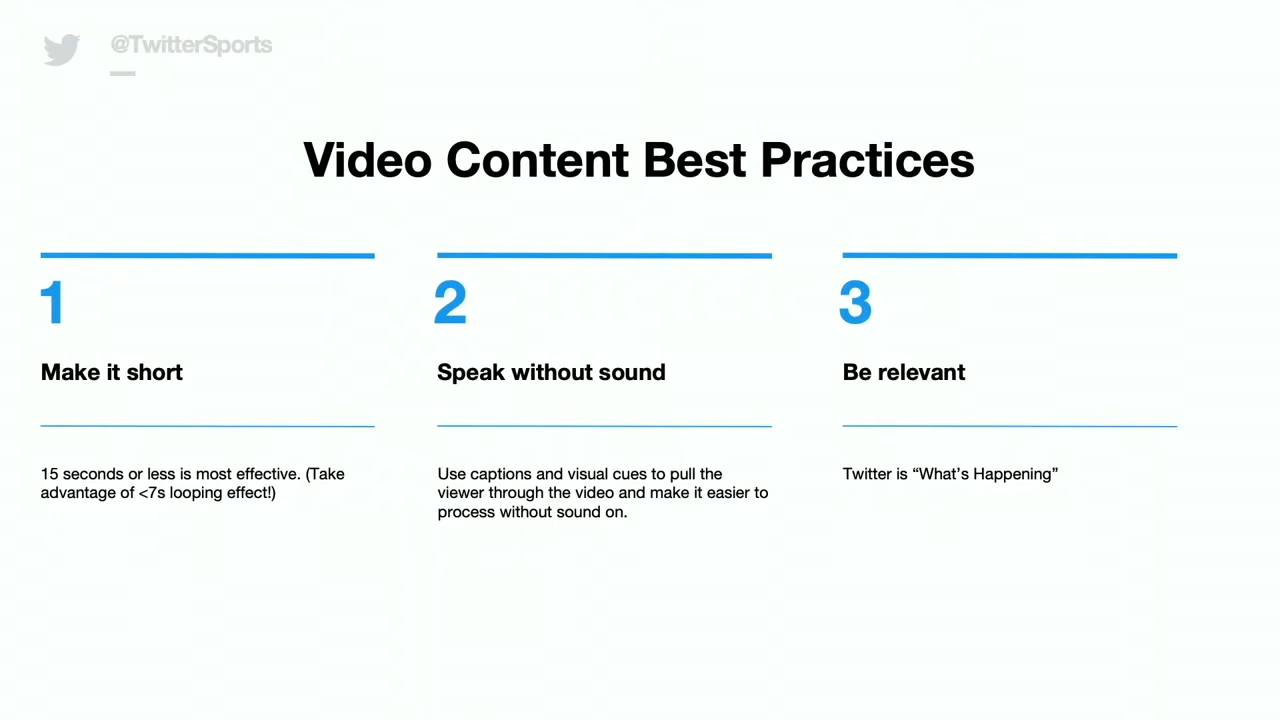 @TwitterSports
Video Content Best Practices
1
Make it short
15 seconds or less is most effective. (Take
advantage of <7s looping effect!)
2
Speak without sound
Use captions and visual cues to pull the
viewer through the video and make it easier to
process without sound on.
3
Be relevant
Twitter is “What’s Happening”